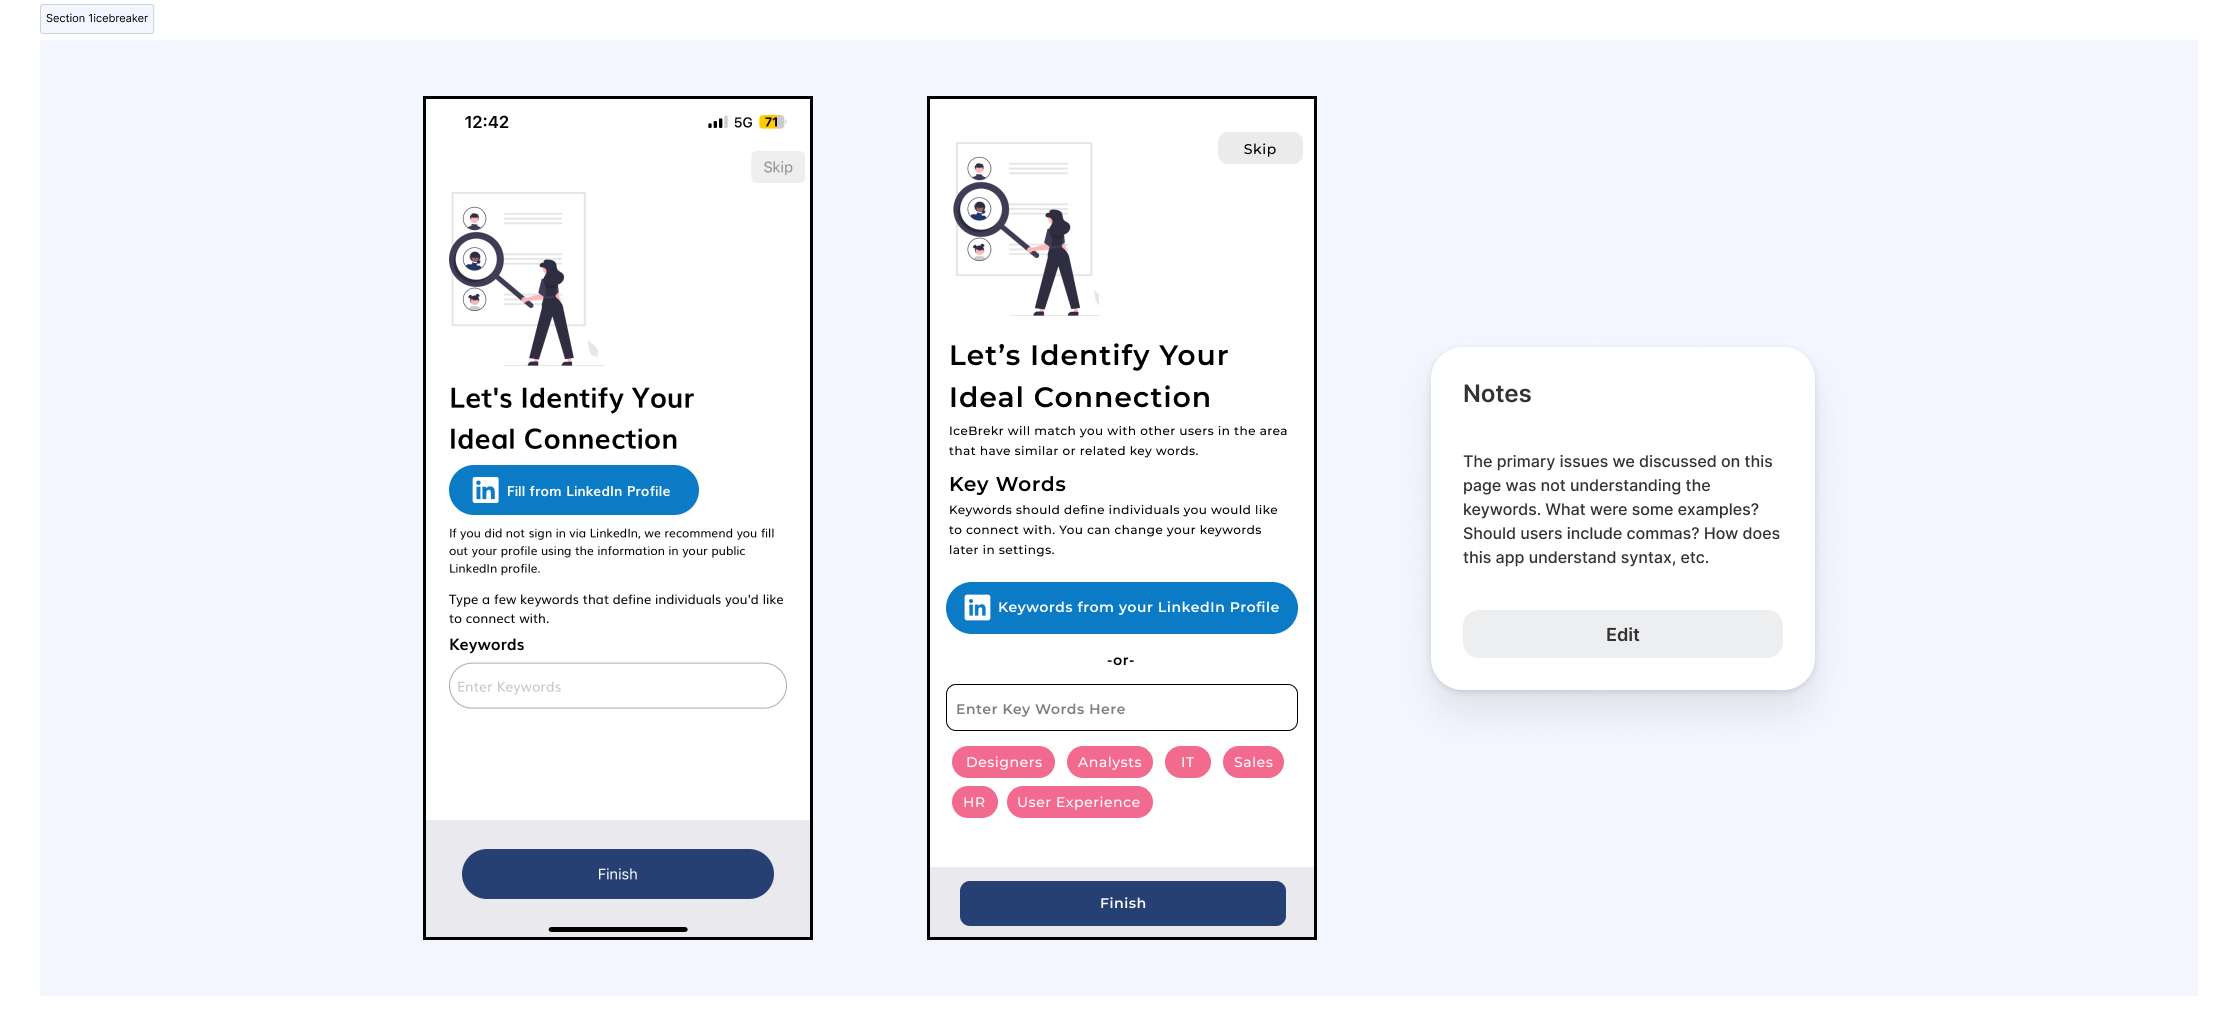 Section 1icebreaker
12:42
5G 71
Skip
Let's Identify Your
Ideal Connection
in Fill from LinkedIn Profile
If you did not sign in via LinkedIn, we recommend you fill
out your profile using the information in your public
LinkedIn profile.
Type a few keywords that define individuals you'd like
to connect with.
Keywords
Enter Keywords
Finish
Skip
Let’s Identify Your
Ideal Connection
IceBrekr will match you with other users in the area
that have similar or related key words.
Key Words
Keywords should define individuals you would like
to connect with. You can change your keywords
later in settings.
in Keywords from your LinkedIn Profile
-or-
Enter Key Words Here
Designers Analysts IT Sales
HR User Experience
Finish
Notes
The primary issues we discussed on this
page was not understanding the
keywords. What were some examples?
Should users include commas? How does
this app understand syntax, etc.
Edit